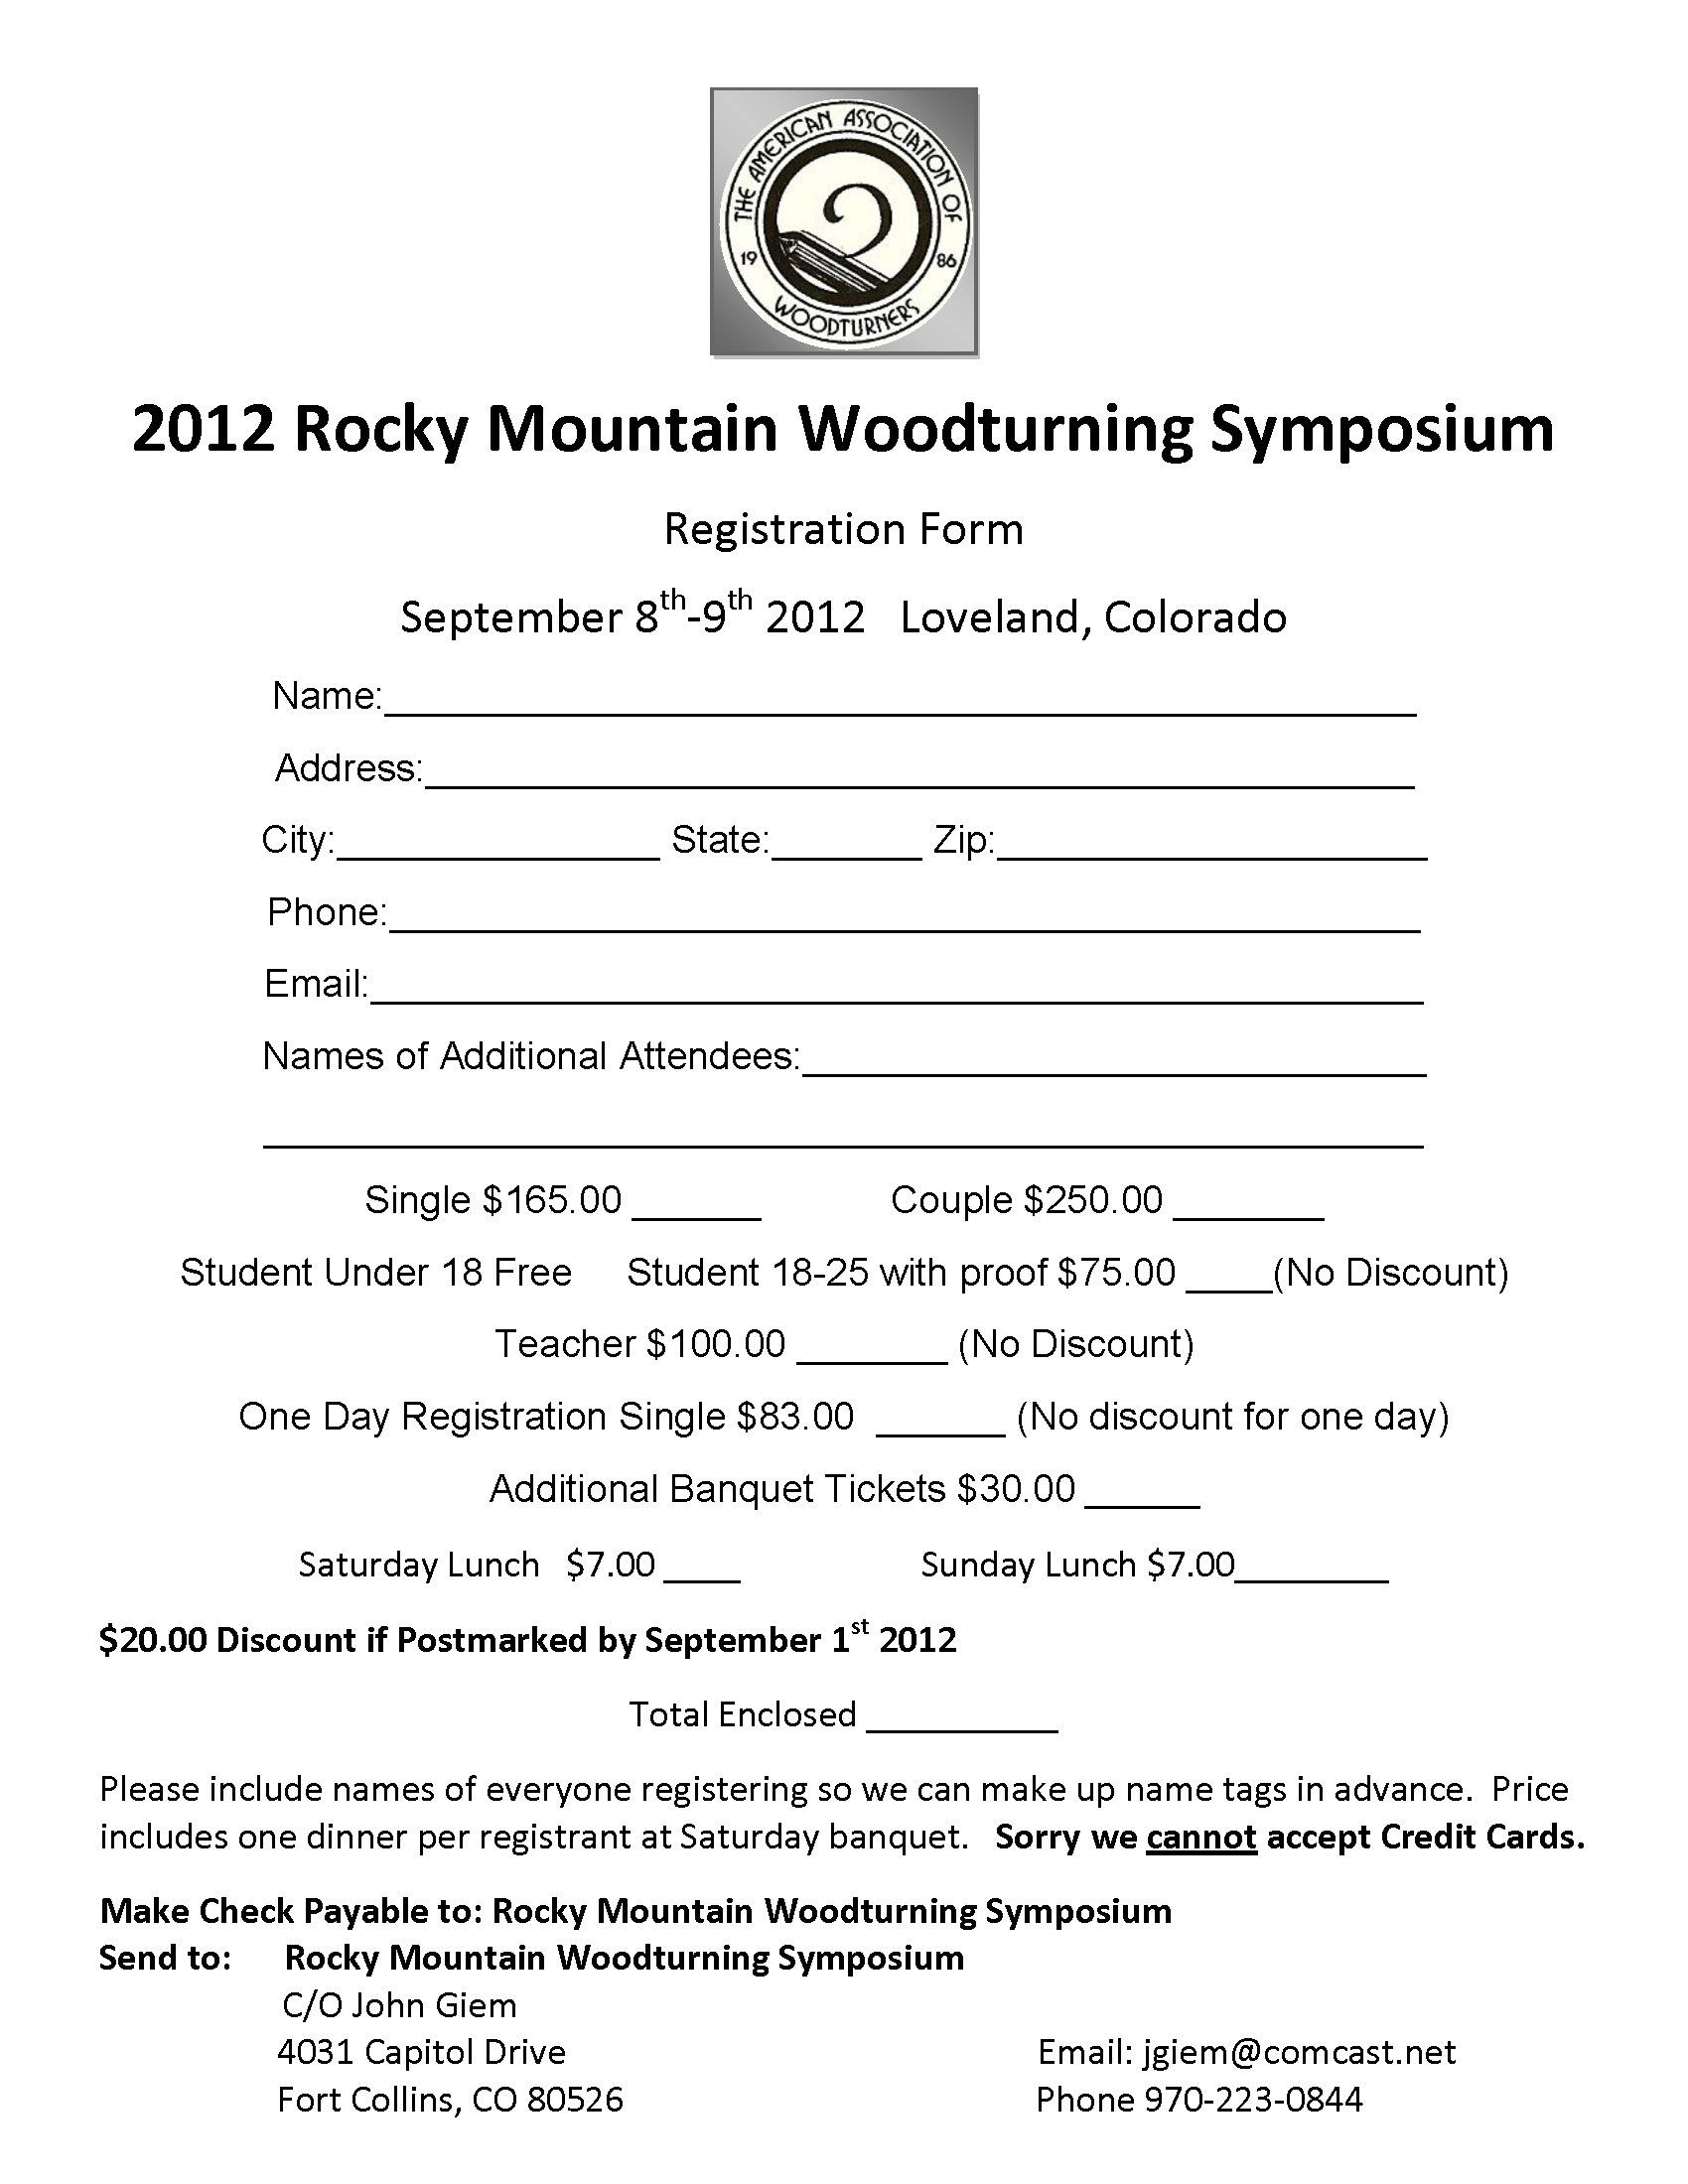 THE AMERICAN ASSOCIATION OF
19 86
WOODTURNERS
2012 Rocky Mountain Woodturning Symposium
Registration Form
September 8th-9th 2012 Loveland, Colorado
Name:
Address:
City: State: Zip:
Phone:
Email:
Names of Additional Attendees:
Single $165.00 Couple $250.00
Student Under 18 Free Student 18-25 with proof $75.00 (No Discount)
Teacher $100.00 (No Discount)
One Day Registration Single $83.00 (No discount for one day)
Additional Banquet Tickets $30.00
Saturday Lunch $7.00 Sunday Lunch $7.00
$20.00 Discount if Postmarked by September 1st 2012
Total Enclosed
Please include names of everyone registering so we can make up name tags in advance. Price
includes one dinner per registrant at Saturday banquet. Sorry we cannot accept Credit Cards.
Make Check Payable to: Rocky Mountain Woodturning Symposium
Send to: Rocky Mountain Woodturning Symposium
C/O John Giem
4031 Capitol Drive Email: jgiem@comcast.net
Fort Collins, CO 80526 Phone 970-223-0844